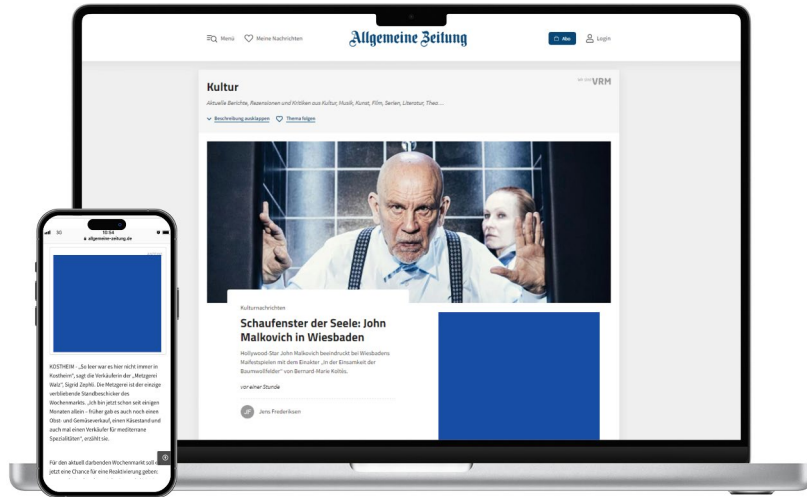 Menü
Meine Nachrichten
Allgemeine Zeitung
Abo
Login
VRM
Kultur
Aktuelle Berichte, Rezensionen und Kritiken aus Kultur, Musik, Kunst, Film, Serien, Literatur, Thea ...
Beschreibung ausklappen
Thema folgen
Kulturnachrichten
Schaufenster der Seele: John
Malkovich in Wiesbaden
Hollywood-Star John Malkovich beeindruckt bei Wiesbadens
Maifestspielen mit dem Einakter „In der Einsamkeit der
Baumwollfelder“ von Bernard-Marie Koltès.
vor einer Stunde
JF
Jens Frederiksen
10:54
allgemeine-zeitung.de
KOSTHEIM - „So leer war es hier nicht immer in
Kostheim“, sagt die Verkäuferin der „Metzgerei
Walz“, Sigrid Zephli. Die Metzgerei ist der einzige
verbliebende Standbeschicker des
Wochenmarkts. „Ich bin jetzt schon seit einigen
Monaten allein – früher gab es auch noch einen
Obst- und Gemüseverkauf, einen Käsestand und
auch mal einen Verkäufer für mediterrane
Spezialitäten“, erzählt sie.
Für den aktuell darbenden Wochenmarkt soll
jetzt eine Chance für eine Reaktivierung geben: